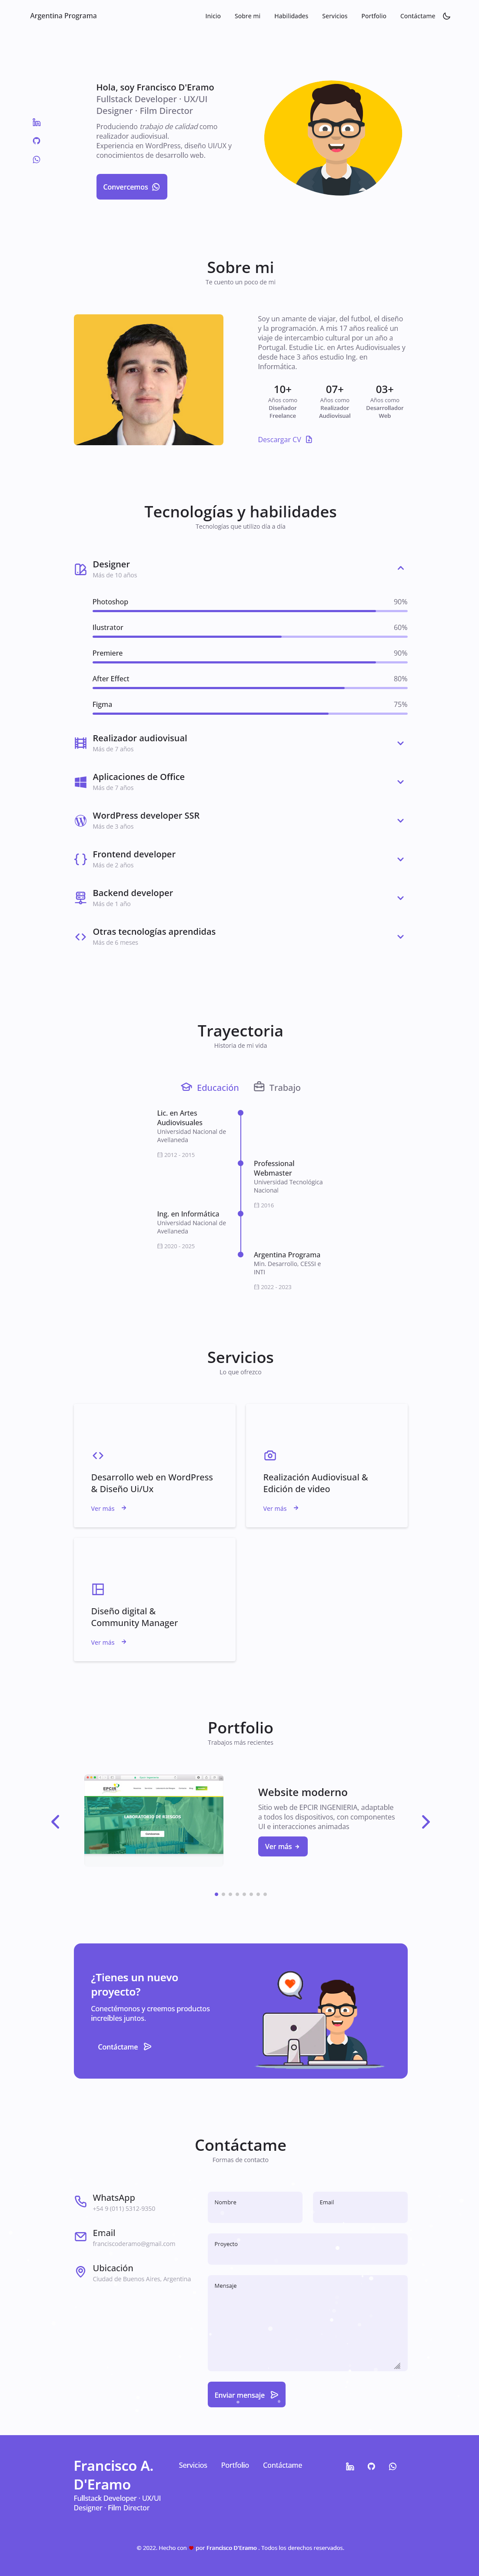 Argentina Programa
Inicio Sobre mi Habilidades Servicios Portfolio Contáctame
Hola, soy Francisco D'Eramo
Fullstack Developer · UX/UI
Designer · Film Director
Produciendo trabajo de calidad como
realizador audiovisual.
Experiencia en WordPress, diseño UI/UX y
conocimientos de desarrollo web.
Convercemos
Sobre mi
Te cuento un poco de mi
Soy un amante de viajar, del futbol, el diseño
y la programación. A mis 17 años realicé un
viaje de intercambio cultural por un año a
Portugal. Estudie Lic. en Artes Audiovisuales y
desde hace 3 años estudio Ing. en
Informática.
10+ 07+ 03+
Años como Años como Años como
Diseñador Realizador Desarrollador
Freelance Audiovisual Web
Descargar CV
Tecnologías y habilidades
Tecnologías que utilizo día a día
Designer
Más de 10 años
Photoshop 90%
Ilustrator 60%
Premiere 90%
After Effect 80%
Figma 75%
Realizador audiovisual
Más de 7 años
Aplicaciones de Office
Más de 7 años
WordPress developer SSR
Más de 3 años
Frontend developer
Más de 2 años
Backend developer
Más de 1 año
Otras tecnologías aprendidas
Más de 6 meses
Trayectoria
Historia de mi vida
Educación Trabajo
Lic. en Artes
Audiovisuales
Universidad Nacional de
Avellaneda
2012 - 2015
Professional
Webmaster
Universidad Tecnológica
Nacional
2016
Ing. en Informática
Universidad Nacional de
Avellaneda
2020 - 2025
Argentina Programa
Min. Desarrollo, CESSI e
INTI
2022 - 2023
Servicios
Lo que ofrezco
Desarrollo web en WordPress
& Diseño Ui/Ux
Ver más
Realización Audiovisual &
Edición de video
Ver más
Diseño digital &
Community Manager
Ver más
Portfolio
Trabajos más recientes
EPCIR
LABORATORIO DE RIESGOS
Website moderno
Sitio web de EPCIR INGENIERIA, adaptable
a todos los dispositivos, con componentes
UI e interacciones animadas
Ver más
¿Tienes un nuevo
proyecto?
Conectémonos y creemos productos
increíbles juntos.
Contáctame
Contáctame
Formas de contacto
WhatsApp
+54 9 (011) 5312-9350
Email
franciscoderamo@gmail.com
Ubicación
Ciudad de Buenos Aires, Argentina
Nombre Email
Proyecto
Mensaje
Enviar mensaje
Francisco A.
D'Eramo
Fullstack Developer · UX/UI
Designer · Film Director
Servicios Portfolio Contáctame
© 2022. Hecho con por Francisco D'Eramo . Todos los derechos reservados.